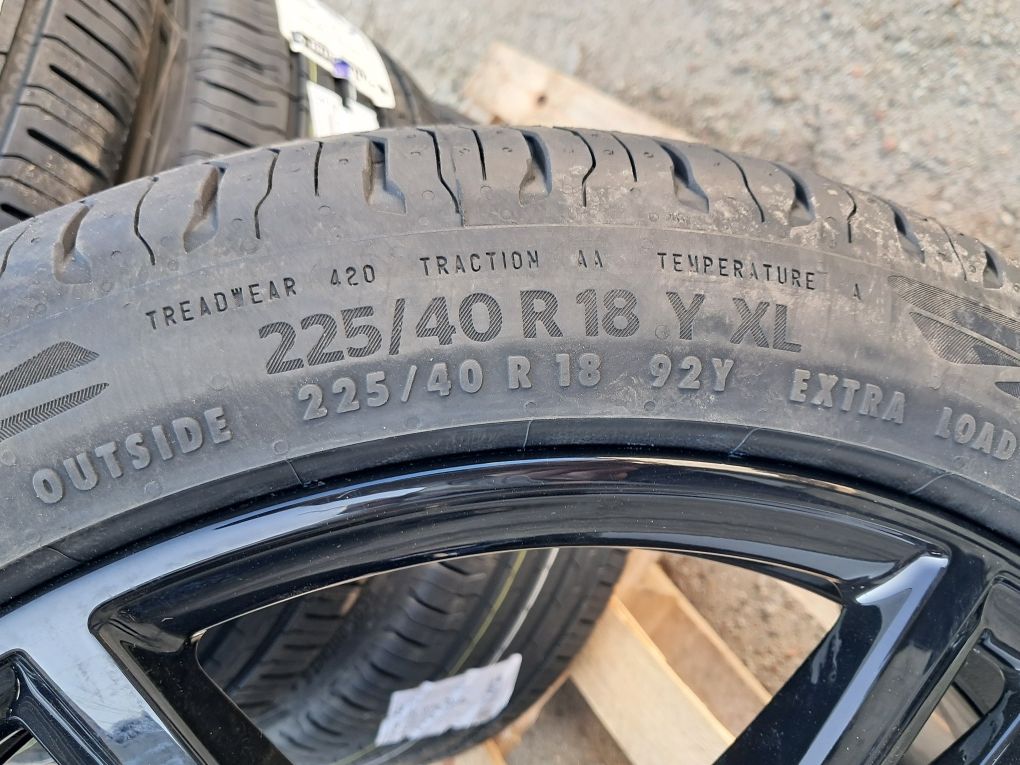 TREADWEAR 420 TRACTION AA TEMPERATURE A
225/40 R 18 Y XL
OUTSIDE 225/40 R 18 92Y EXTRA LOAD